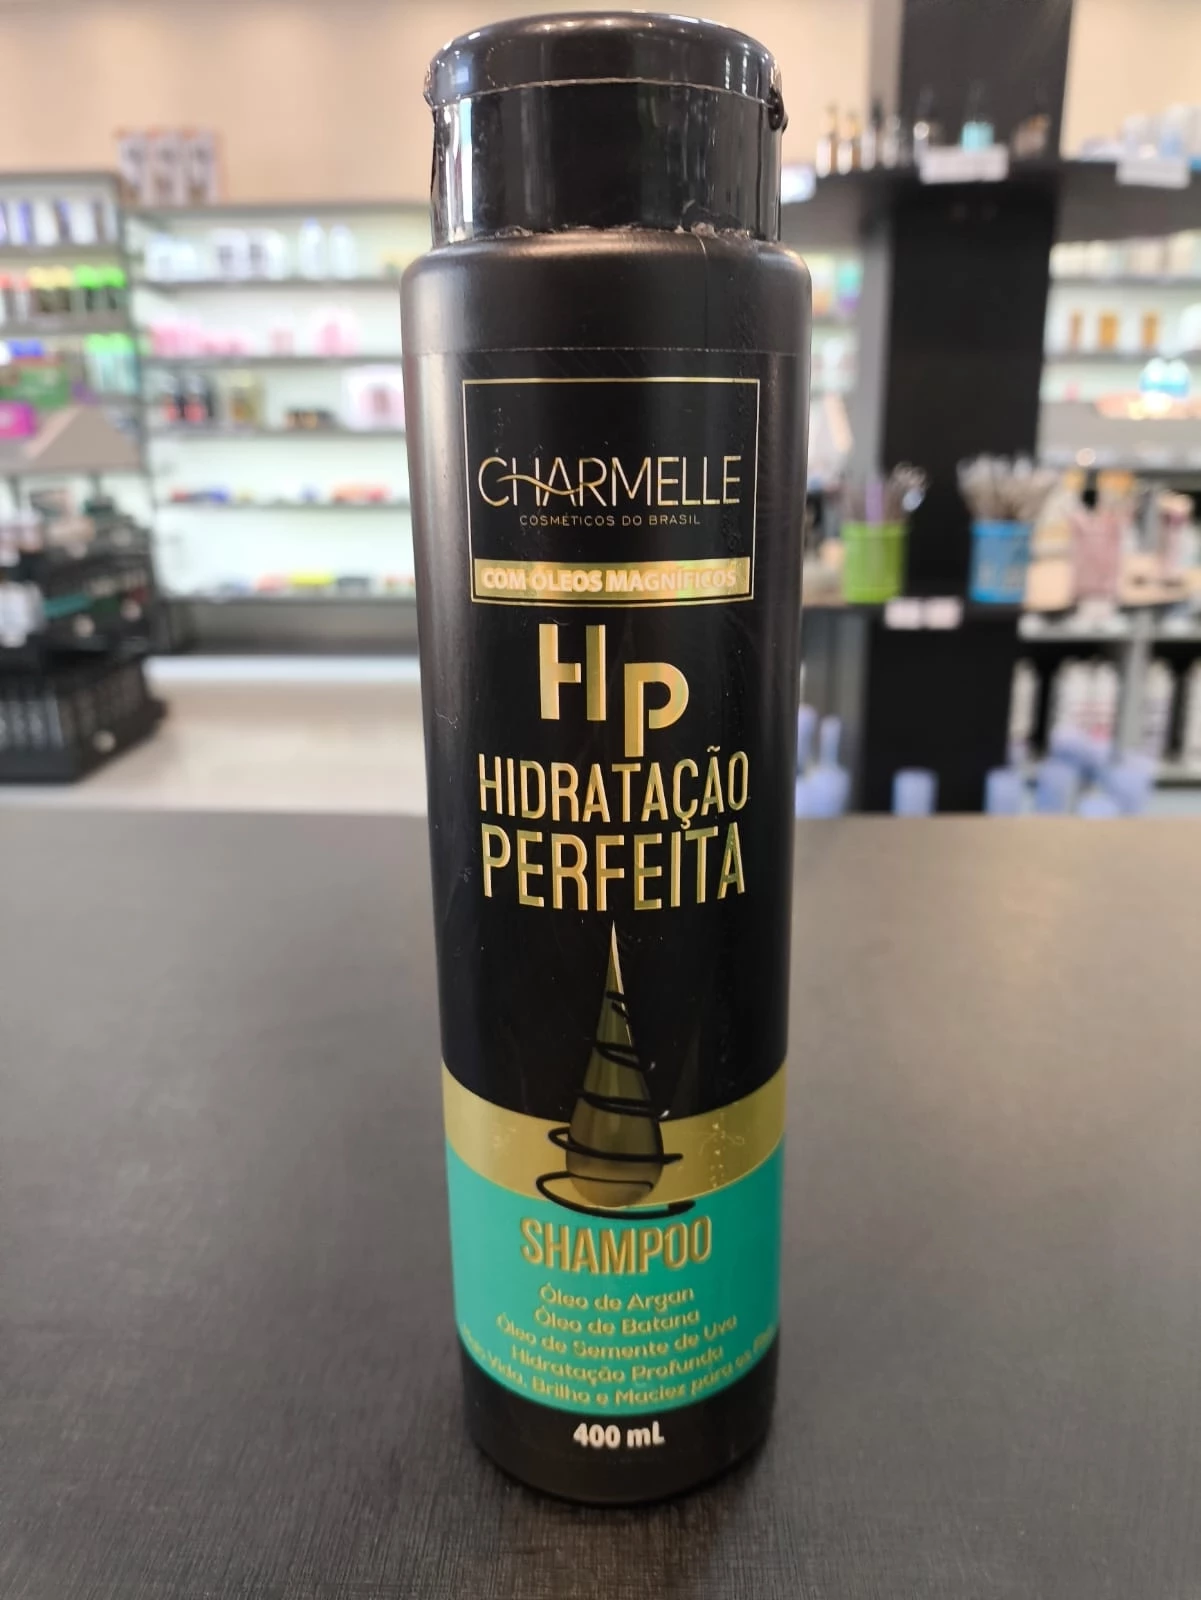 CHARMELLE
COSMÉTICOS DO BRASIL
COM ÓLEOS MAGNÍFICOS
HP
HIDRATAÇÃO
PERFEITA
SHAMPOO
Óleo de Argan
Óleo de Batana
Óleo de Semente de Uva
Hidratação Profunda
Vida, Brilho e Maciez para os
400 mL